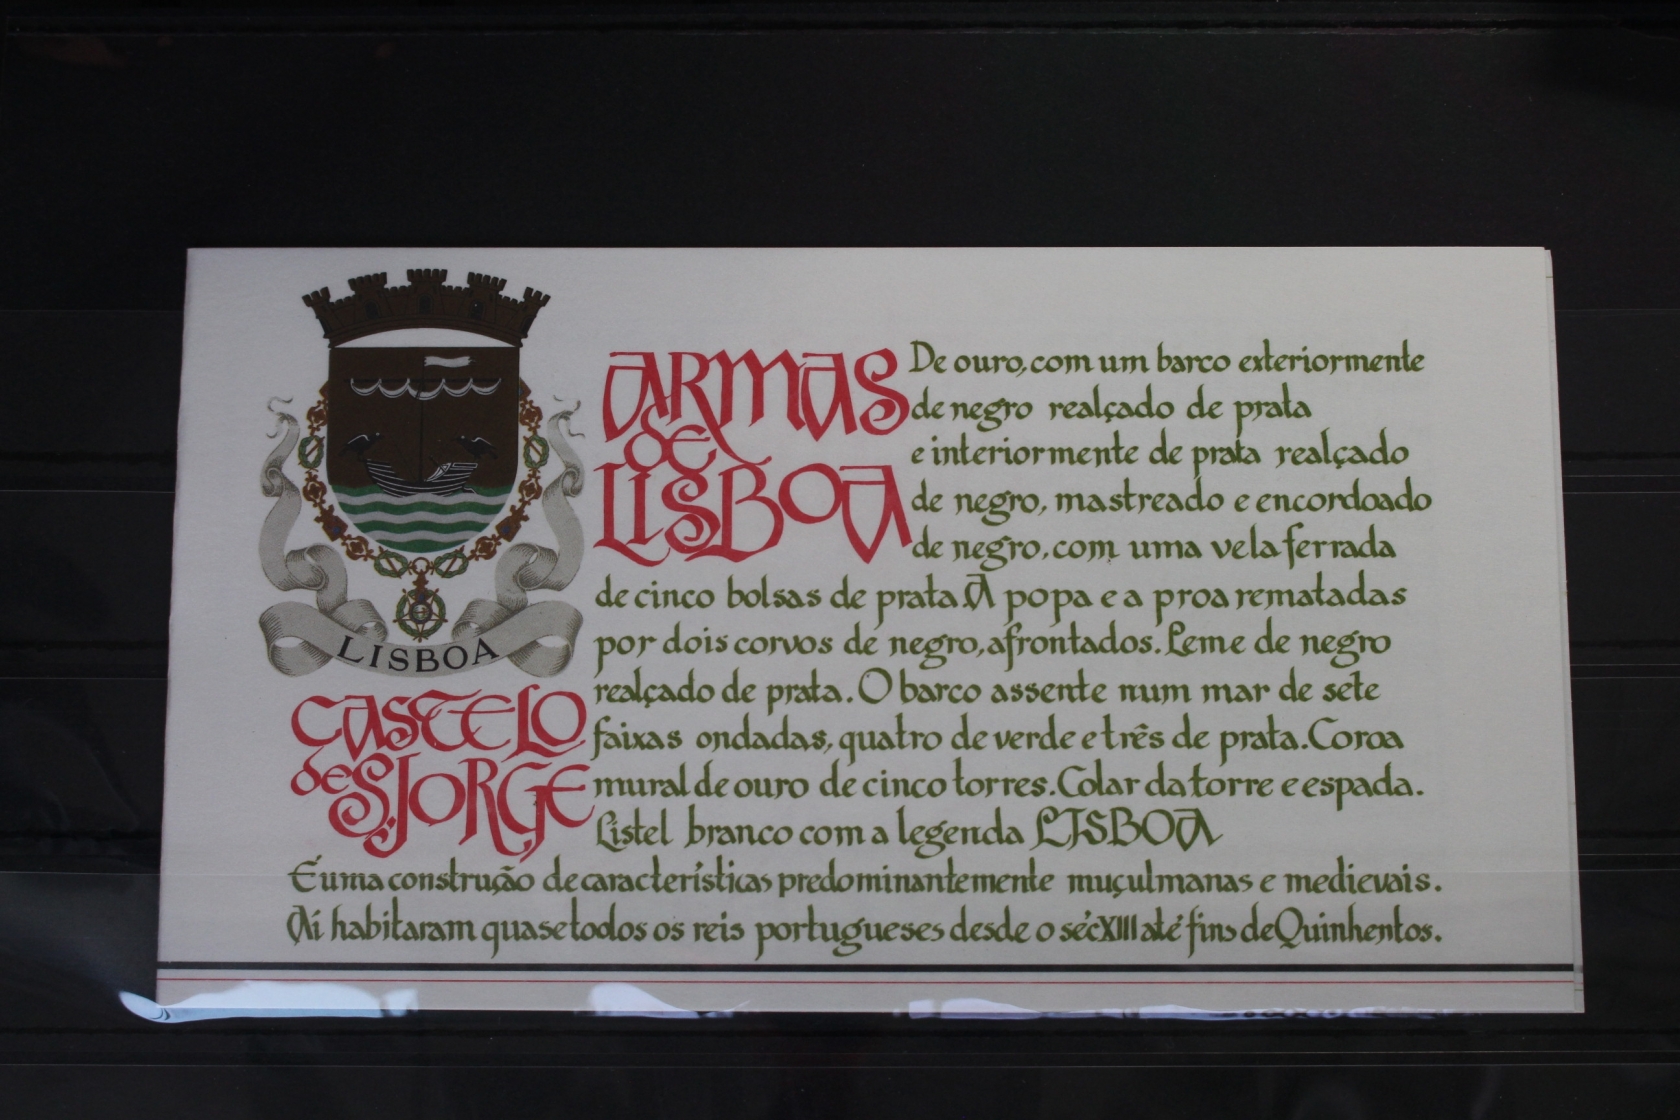 LISBOA
ARMAS
de
LISBOA
De ouro, com um barco exteriormente
de negro realçado de prata
e interiormente de prata realçado
de negro, mastreado e encordoado
de negro, com uma vela ferrada
de cinco bolsas de prata. A popa e a proa rematadas
por dois corvos de negro, afrontados. Leme de negro
realçado de prata. O barco assente num mar de sete
faixas ondadas, quatro de verde e três de prata. Coroa
mural de ouro de cinco torres. Colar da torre e espada.
Listel branco com a legenda LISBOA
CASTELO
de S. JORGE
É uma construção de características predominantemente muçulmanas e medievais.
Aí habitaram quase todos os reis portugueses desde o séc XIII até fins de Quinhentos.